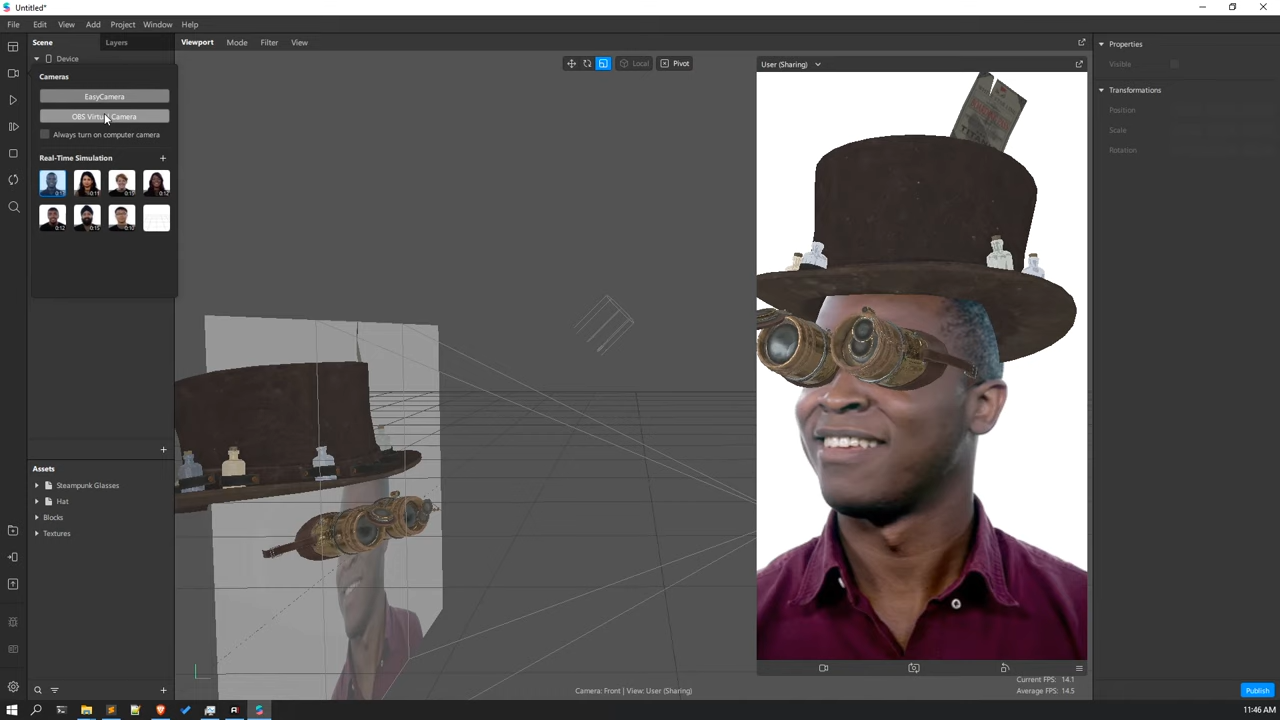 Untitled*
File Edit View Add Project Window Help
Scene Layers
Device
Cameras
EasyCamera
OBS Virtual Camera
Always turn on computer camera
Real-Time Simulation +
Assets
Steampunk Glasses
Hat
Blocks
Textures
Viewport Mode Filter View
Local Pivot
User (Sharing)
Camera: Front | View: User (Sharing)
Current FPS: 14.1
Average FPS: 14.5
Properties
Visible
Transformations
Position
Scale
Rotation
Publish
11:46 AM